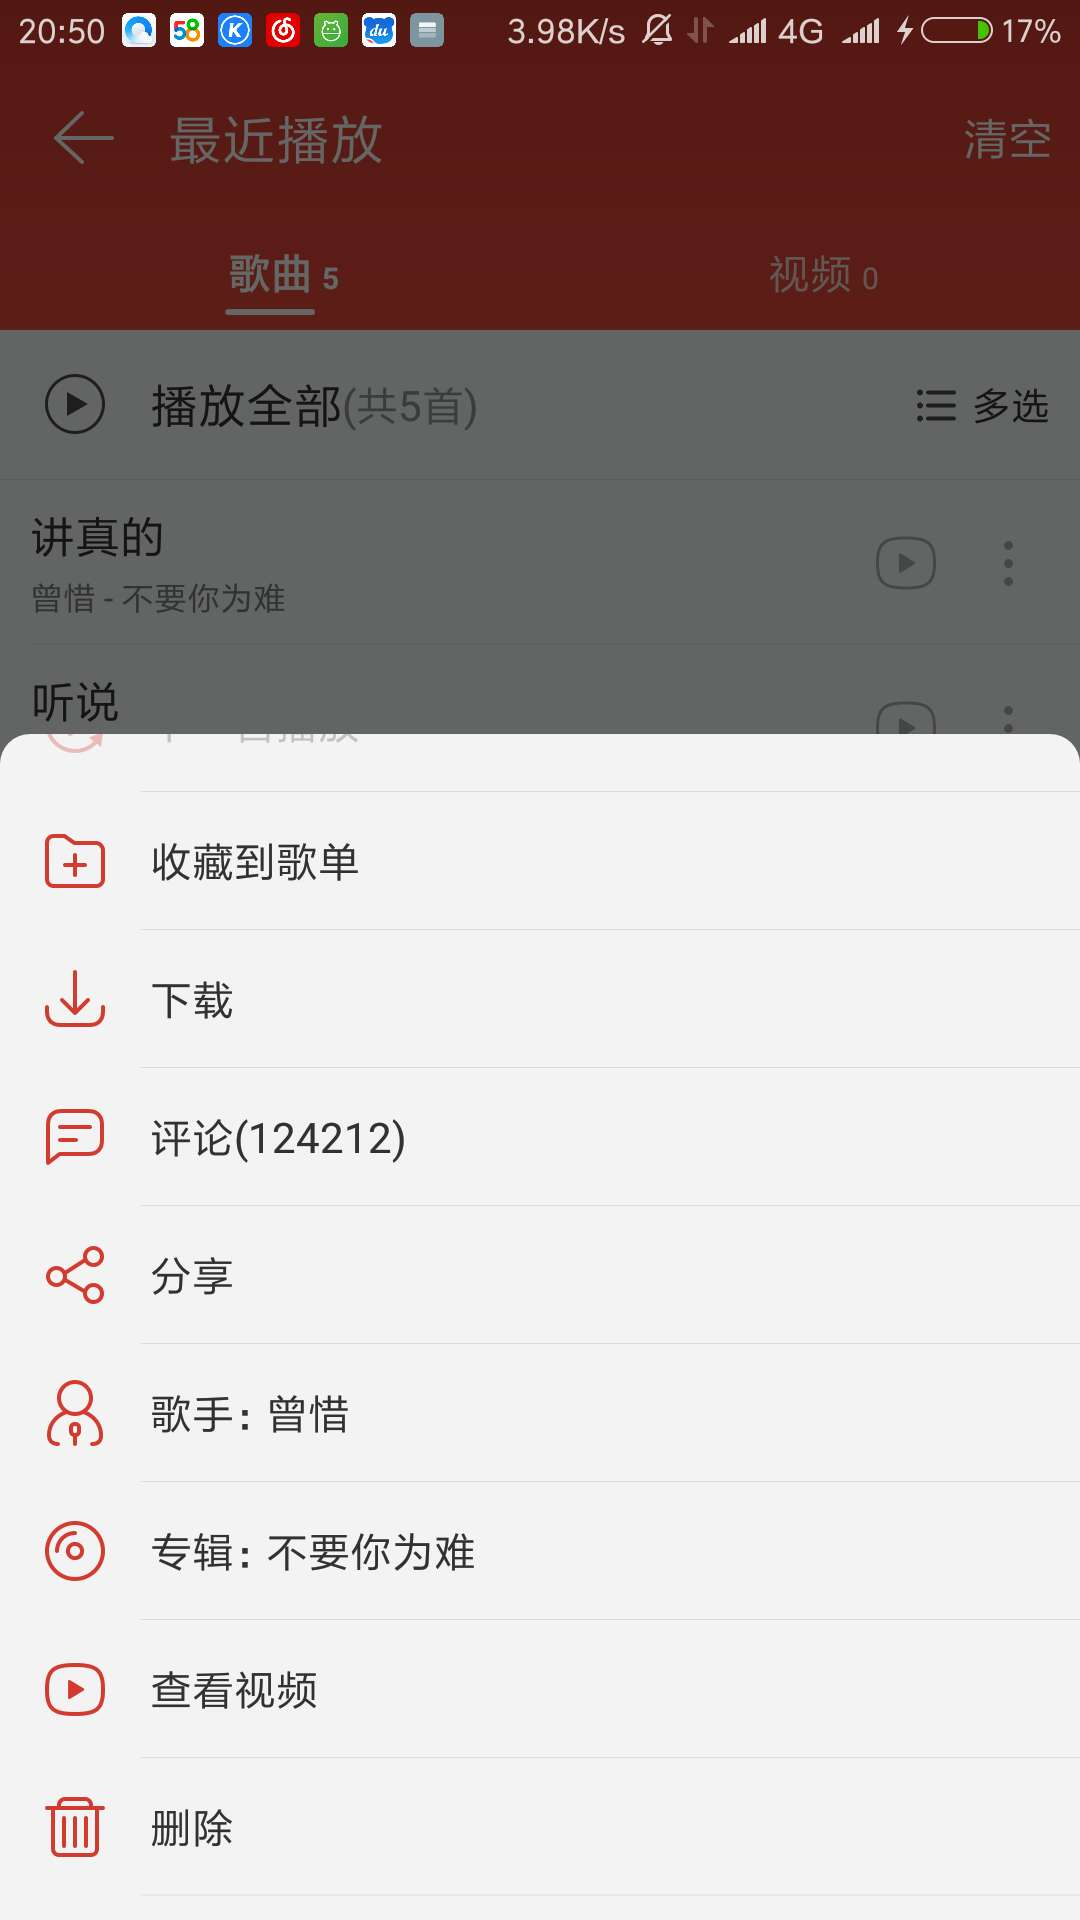 20:50 58 K du 3.98K/s 4G 17%
最近播放 清空
歌曲 5 视频 0
播放全部(共5首) 多选
讲真的
曾惜 - 不要你为难
听说
收藏到歌单
下载
评论(124212)
分享
歌手：曾惜
专辑：不要你为难
查看视频
删除